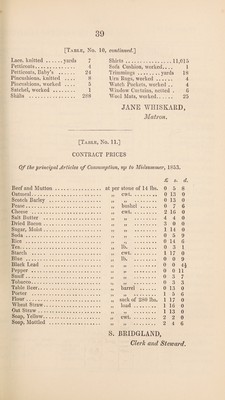 39
[TABLE, No. 10, continued.]
Lace, knitted ....... yards 7
Petticoats ................ 4
Petticoats, Baby's ........ 24
Pincushions, knitted ...... 8
Pincushions, worked ....... 5
Satchel, worked ........... 1
Shifts .................... 298
Shirts .............. 11,015
Sofa Cushion, worked .... 1
Trimmings ........ yards 18
Urn Rugs, worked ...... 4
Watch Pockets, worked .. 4
Window Curtains, netted . 6
Wool Mats, worked ...... 25
JANE WHISKARD,
Matron.
[TABLE, No. 11.]
CONTRACT PRICES
Of the principal Articles of Consumption, up to Midsummer, 1853.
£ s. d.
Beef and Mutton ........ at per stone of 14 lbs. 0 5 6
Oatmeal ........ „ cwt. 0 13 0
Scotch Barley ........ „ „ 0 13 0
Pease ........ „ bushel 0 7 6
Cheese ........ „ cwt. 2 16 0
Salt Butter ........ „ „ 4 4 0
Dried Bacon ........ „ „ 3 0 0
Sugar, Moist ........ „ „ 1 14 0
Soda ........ „ „ 0 5 9
Rice ........ „ „ 0 14 6
Tea ........ „ lb. 0 3 1
Starch ........ „ cwt. 1 17 0
Blue ........ „ lb. 0 0 9
Black Lead ........ „ „ 0 0 4½
Pepper ........ „ „ 0 0 11
Snuff ........ „ „ 0 3 7
Tobacco ........ „ „ 0 3 3
Table Beer ........ „ barrel 0 15 0
Porter ........ „ „ 1 5 6
Flour ........ „ sack of 280 lbs. 1 17 0
Wheat Straw ........ „ load 1 16 0
Oat Straw ........ „ „ 1 13 0
Soap, Yellow ........ „ cwt. 2 2 0
Soap, Mottled ........ „ „ 2 4 6
S. BRIDGLAND,
Clerk and Steward.